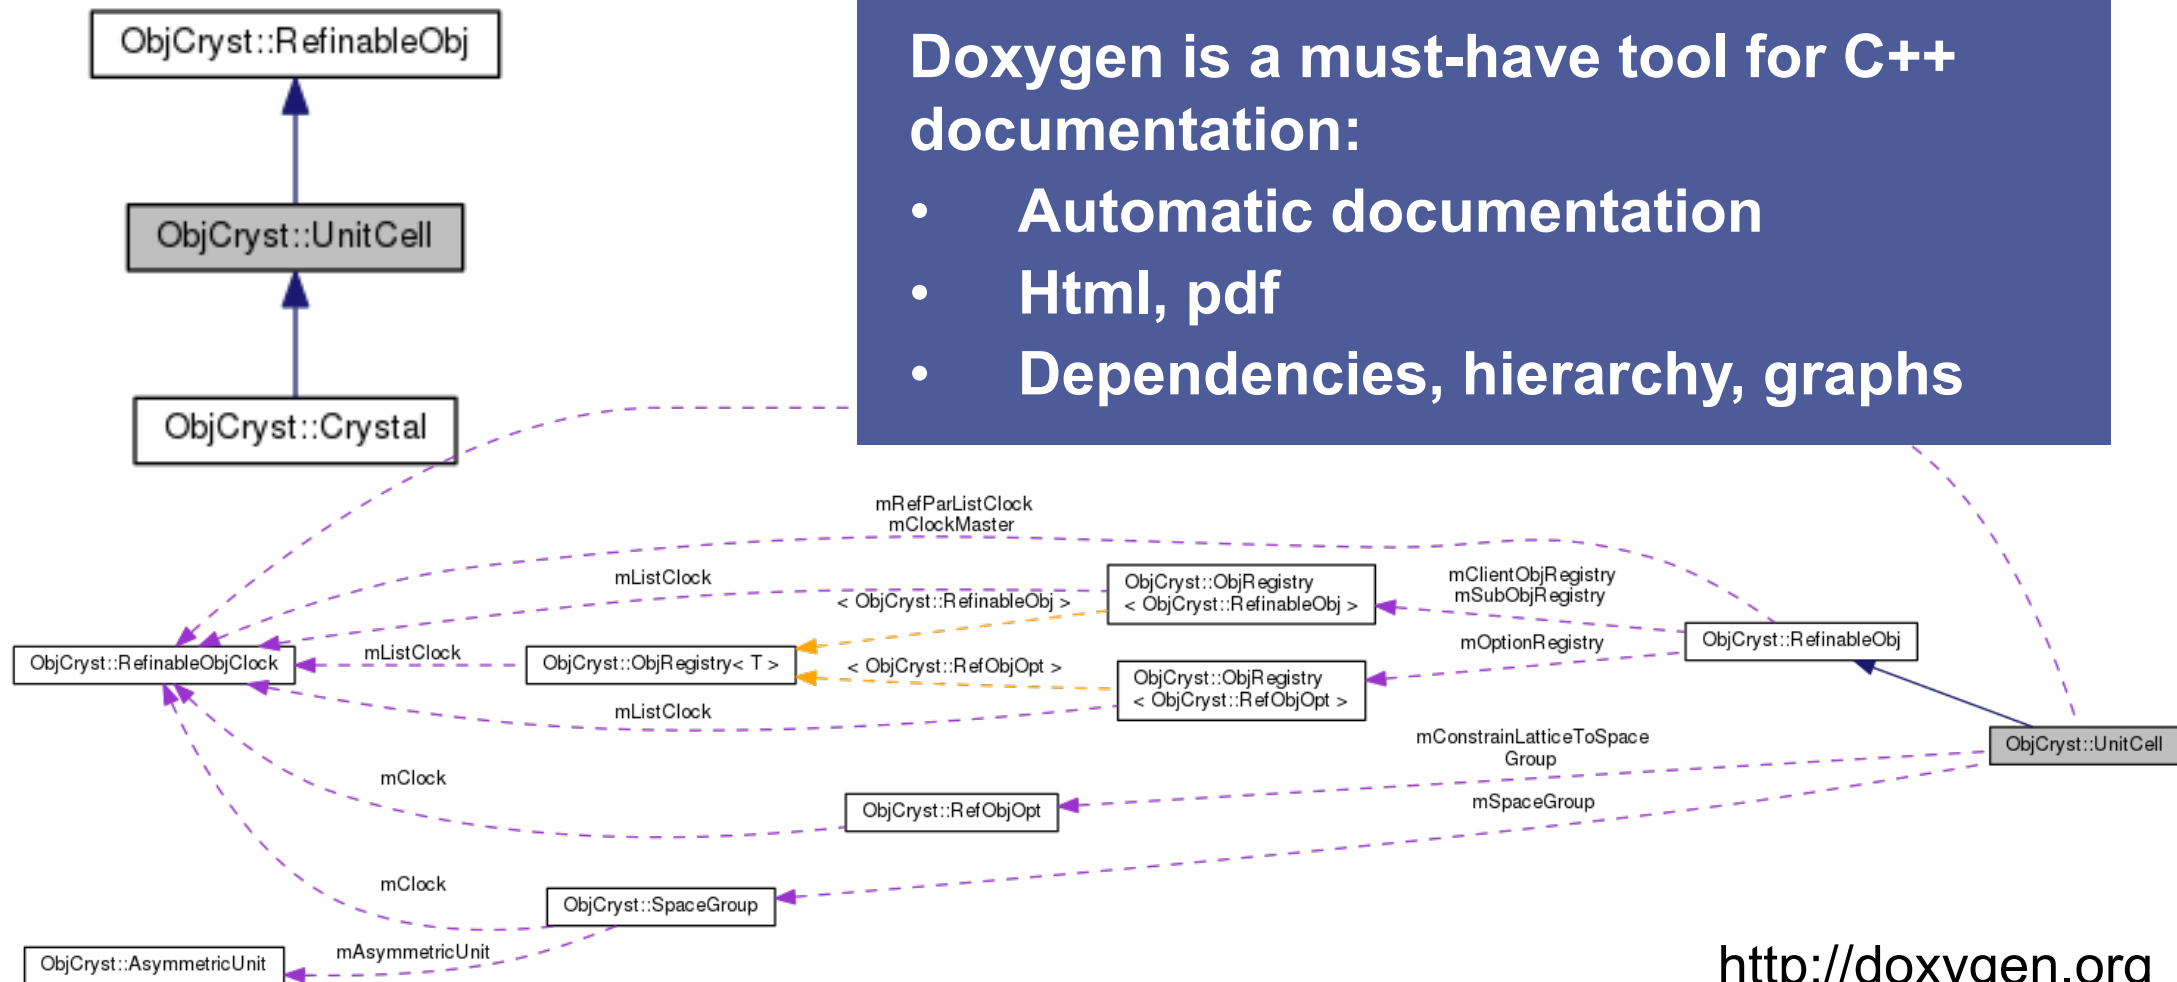 ObjCryst::RefinableObj
ObjCryst::UnitCell
ObjCryst::Crystal
Doxygen is a must-have tool for C++
documentation:
• Automatic documentation
• Html, pdf
• Dependencies, hierarchy, graphs
mRefParListClock
mClockMaster
mListClock
< ObjCryst::RefinableObj >
ObjCryst::ObjRegistry
< ObjCryst::RefinableObj >
mClientObjRegistry
mSubObjRegistry
ObjCryst::RefinableObj
ObjCryst::RefinableObjClock
mListClock
ObjCryst::ObjRegistry< T >
< ObjCryst::RefObjOpt >
ObjCryst::ObjRegistry
< ObjCryst::RefObjOpt >
mOptionRegistry
mListClock
mConstrainLatticeToSpace
Group
ObjCryst::UnitCell
mClock
ObjCryst::RefObjOpt
mSpaceGroup
mClock
ObjCryst::SpaceGroup
mAsymmetricUnit
ObjCryst::AsymmetricUnit
http://doxygen.org